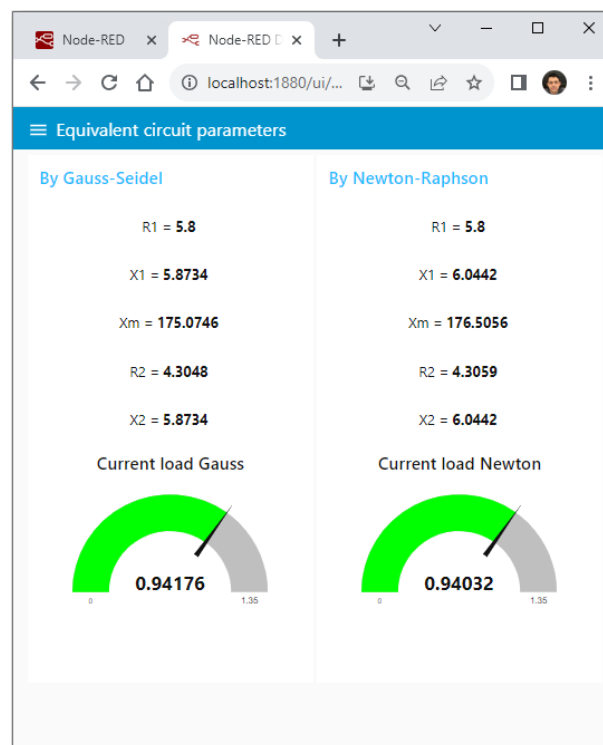 Node-RED
Node-RED D
localhost:1880/ui/...
Equivalent circuit parameters
By Gauss-Seidel
R1 = 5.8
X1 = 5.8734
Xm = 175.0746
R2 = 4.3048
X2 = 5.8734
Current load Gauss
0.94176
0
1.35
By Newton-Raphson
R1 = 5.8
X1 = 6.0442
Xm = 176.5056
R2 = 4.3059
X2 = 6.0442
Current load Newton
0.94032
0
1.35